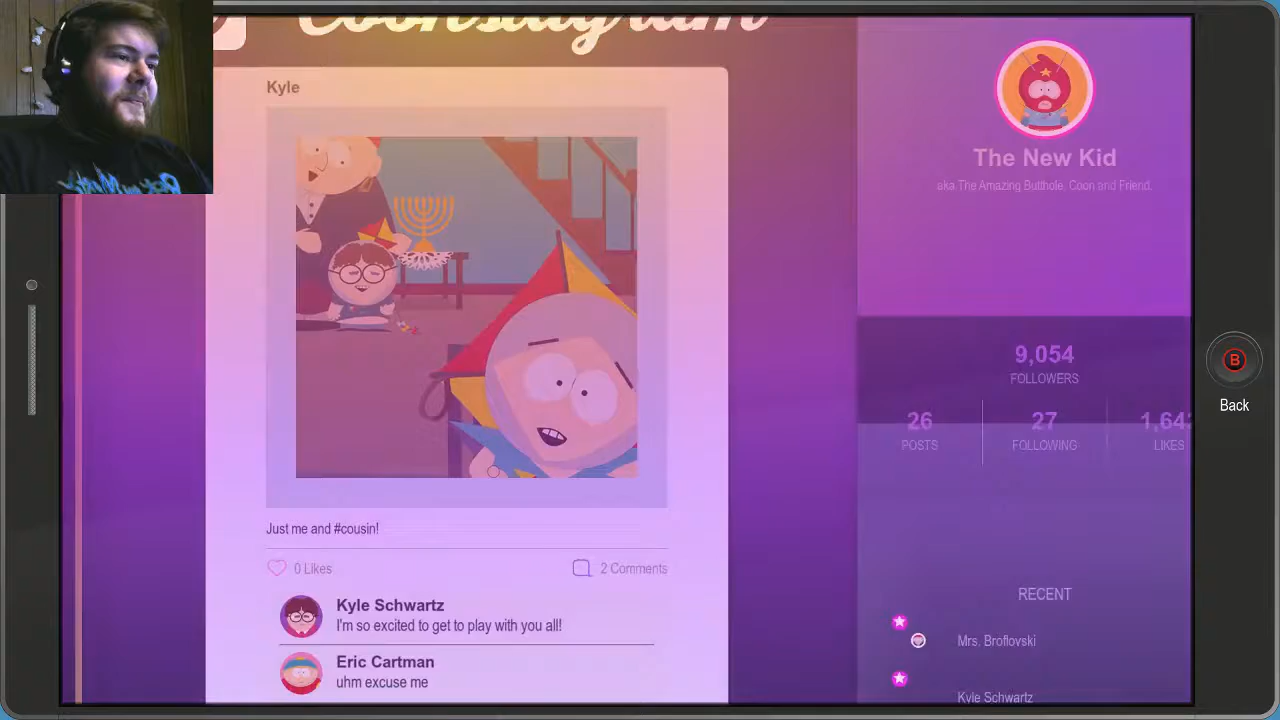 Coonstagram
Kyle
The New Kid
aka The Amazing Butthole, Coon and Friend.
9,054
FOLLOWERS
26
27
POSTS
FOLLOWING
LIKES
B
Back
Just me and #cousin!
0 Likes
2 Comments
Kyle Schwartz
I'm so excited to get to play with you all!
Eric Cartman
uhm excuse me
RECENT
Mrs. Broflovski
Kyle Schwartz